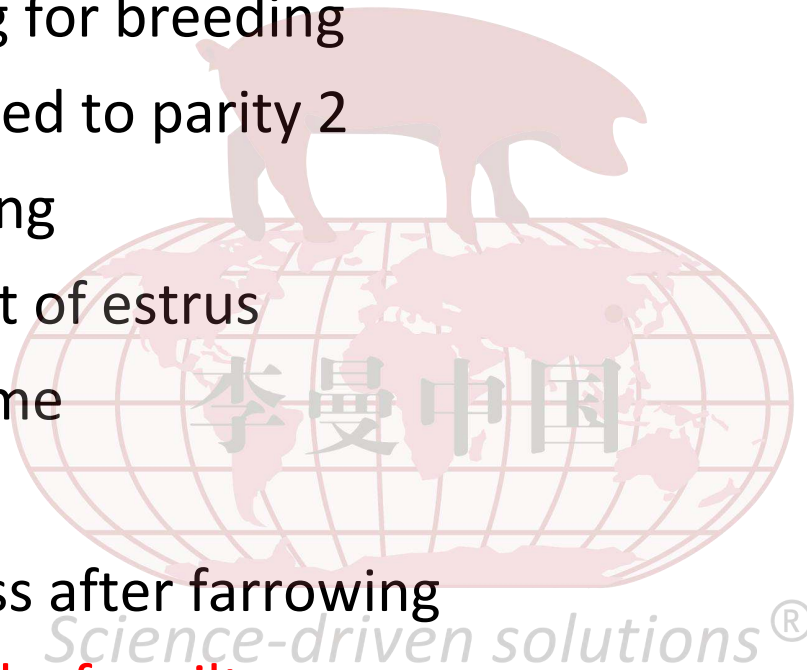 g for breeding
ed to parity 2
ng
t of estrus
me
李曼中国
ss after farrowing
Science-driven solutions®